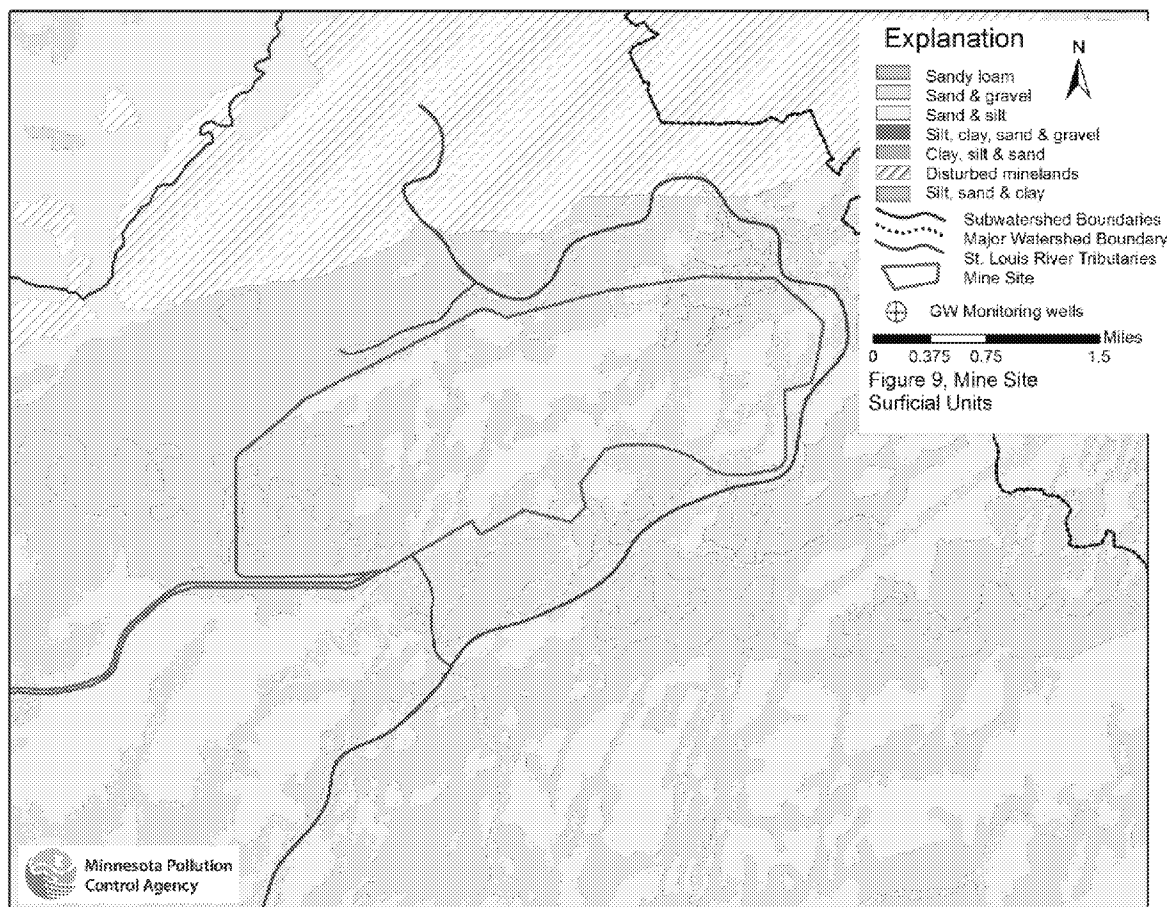 Explanation
N
Sandy loam
Sand & gravel
Sand & silt
Silt, clay, sand & gravel
Clay, silt & sand
Disturbed minelands
Silt, sand & clay
Subwatershed Boundaries
Major Watershed Boundary
St. Louis River Tributaries
Mine Site
GW Monitoring wells
Miles
0 0.375 0.75 1.5
Figure 9, Mine Site
Surficial Units
Minnesota Pollution
Control Agency